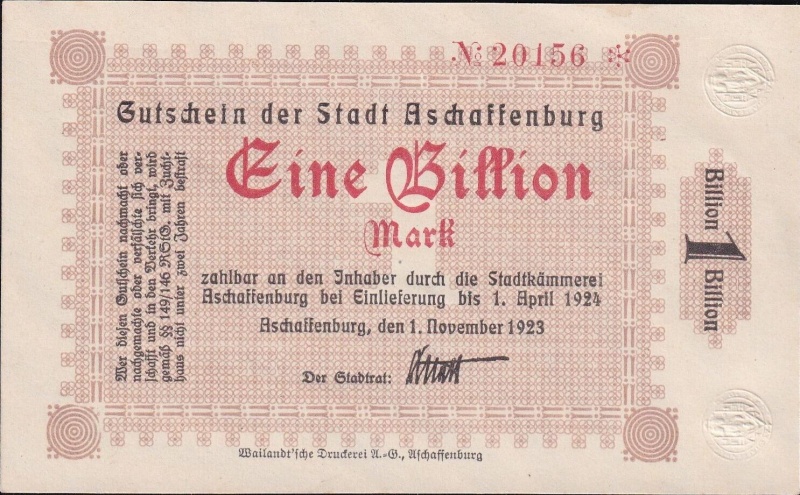 № 20156 *
Gutschein der Stadt Aschaffenburg
Eine Billion
Mark
zahlbar an den Inhaber durch die Stadtkämmerei
Aschaffenburg bei Einlieferung bis 1. April 1924
Aschaffenburg, den 1. November 1923
Der Stadtrat:
Wer diesen Gutschein nachmacht oder
nachgemachte oder verfälschte sich ver-
schafft und in den Verkehr bringt, wird
gemäß §§ 149/146 RStG. mit Zucht-
haus nicht unter zwei Jahren bestraft
Billion 1 Billion
Wailandt'sche Druckerei A.-G., Aschaffenburg